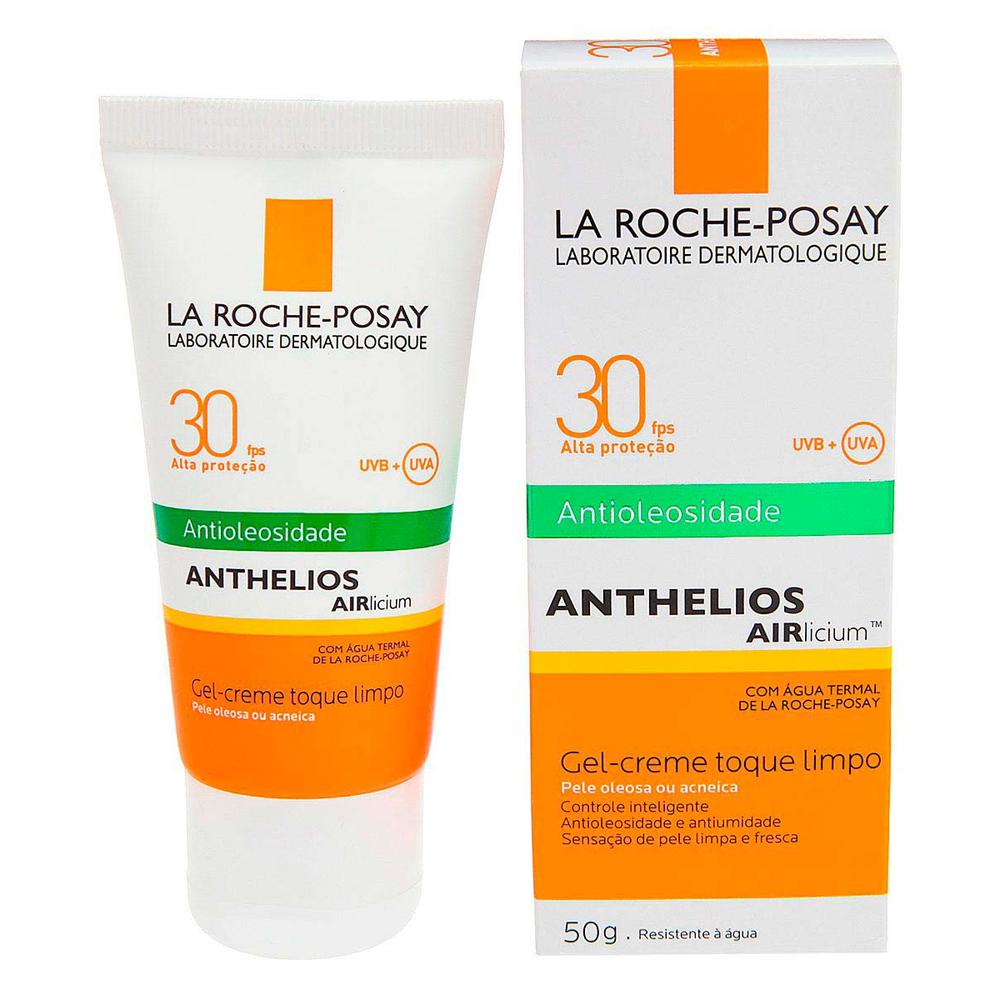 LA ROCHE-POSAY
LABORATOIRE DERMATOLOGIQUE
30 fps
Alta proteção
UVB + UVA
Antioleosidade
ANTHELIOS
AIRlicium
COM ÁGUA TERMAL
DE LA ROCHE-POSAY
Gel-creme toque limpo
Pele oleosa ou acneica
30
ANTHELIOS
LA ROCHE-POSAY
LABORATOIRE DERMATOLOGIQUE
30 fps
Alta proteção
UVB + UVA
Antioleosidade
ANTHELIOS
AIRlicium™
COM ÁGUA TERMAL
DE LA ROCHE-POSAY
Gel-creme toque limpo
Pele oleosa ou acneica
Controle inteligente
Antioleosidade e antiumidade
Sensação de pele limpa e fresca
50g . Resistente à água